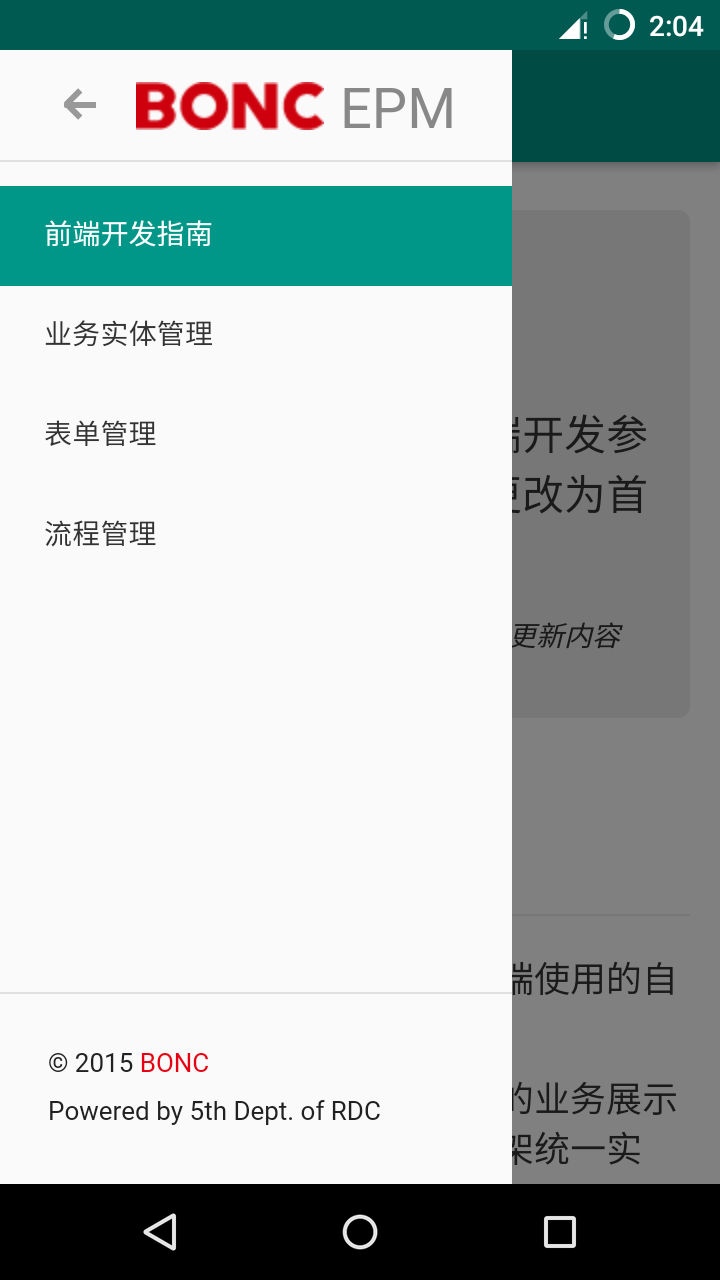 2:04
BONC EPM
前端开发指南
业务实体管理
表单管理
流程管理
端开发参
更改为首
更新内容
端使用的自
的业务展示
架统一实
© 2015 BONC
Powered by 5th Dept. of RDC